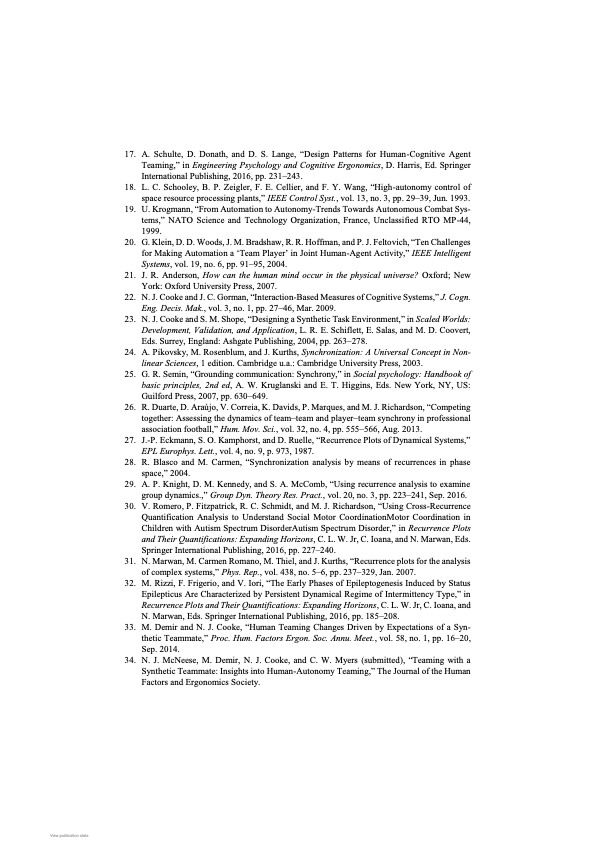 17. A. Schulte, D. Donath, and D. S. Lange, “Design Patterns for Human-Cognitive Agent
Teaming,” in Engineering Psychology and Cognitive Ergonomics, D. Harris, Ed. Springer
International Publishing, 2016, pp. 231–243.
18. L. C. Schooley, B. P. Zeigler, F. E. Cellier, and F. Y. Wang, “High-autonomy control of
space resource processing plants,” IEEE Control Syst., vol. 13, no. 3, pp. 29–39, Jun. 1993.
19. U. Krogmann, “From Automation to Autonomy-Trends Towards Autonomous Combat Sys-
tems,” NATO Science and Technology Organization, France, Unclassified RTO MP-44,
1999.
20. G. Klein, D. D. Woods, J. M. Bradshaw, R. R. Hoffman, and P. J. Feltovich, “Ten Challenges
for Making Automation a ‘Team Player’ in Joint Human-Agent Activity,” IEEE Intelligent
Systems, vol. 19, no. 6, pp. 91–95, 2004.
21. J. R. Anderson, How can the human mind occur in the physical universe? Oxford; New
York: Oxford University Press, 2007.
22. N. J. Cooke and J. C. Gorman, “Interaction-Based Measures of Cognitive Systems,” J. Cogn.
Eng. Decis. Mak., vol. 3, no. 1, pp. 27–46, Mar. 2009.
23. N. J. Cooke and S. M. Shope, “Designing a Synthetic Task Environment,” in Scaled Worlds:
Development, Validation, and Application, L. R. E. Schiflett, E. Salas, and M. D. Coovert,
Eds. Surrey, England: Ashgate Publishing, 2004, pp. 263–278.
24. A. Pikovsky, M. Rosenblum, and J. Kurths, Synchronization: A Universal Concept in Non-
linear Sciences, 1 edition. Cambridge u.a.: Cambridge University Press, 2003.
25. G. R. Semin, “Grounding communication: Synchrony,” in Social psychology: Handbook of
basic principles, 2nd ed, A. W. Kruglanski and E. T. Higgins, Eds. New York, NY, US:
Guilford Press, 2007, pp. 630–649.
26. R. Duarte, D. Araújo, V. Correia, K. Davids, P. Marques, and M. J. Richardson, “Competing
together: Assessing the dynamics of team–team and player–team synchrony in professional
association football,” Hum. Mov. Sci., vol. 32, no. 4, pp. 555–566, Aug. 2013.
27. J.-P. Eckmann, S. O. Kamphorst, and D. Ruelle, “Recurrence Plots of Dynamical Systems,”
EPL Europhys. Lett., vol. 4, no. 9, p. 973, 1987.
28. R. Blasco and M. Carmen, “Synchronization analysis by means of recurrences in phase
space,” 2004.
29. A. P. Knight, D. M. Kennedy, and S. A. McComb, “Using recurrence analysis to examine
group dynamics.,” Group Dyn. Theory Res. Pract., vol. 20, no. 3, pp. 223–241, Sep. 2016.
30. V. Romero, P. Fitzpatrick, R. C. Schmidt, and M. J. Richardson, “Using Cross-Recurrence
Quantification Analysis to Understand Social Motor CoordinationMotor Coordination in
Children with Autism Spectrum DisorderAutism Spectrum Disorder,” in Recurrence Plots
and Their Quantifications: Expanding Horizons, C. L. W. Jr, C. Ioana, and N. Marwan, Eds.
Springer International Publishing, 2016, pp. 227–240.
31. N. Marwan, M. Carmen Romano, M. Thiel, and J. Kurths, “Recurrence plots for the analysis
of complex systems,” Phys. Rep., vol. 438, no. 5–6, pp. 237–329, Jan. 2007.
32. M. Rizzi, F. Frigerio, and V. Iori, “The Early Phases of Epileptogenesis Induced by Status
Epilepticus Are Characterized by Persistent Dynamical Regime of Intermittency Type,” in
Recurrence Plots and Their Quantifications: Expanding Horizons, C. L. W. Jr, C. Ioana, and
N. Marwan, Eds. Springer International Publishing, 2016, pp. 185–208.
33. M. Demir and N. J. Cooke, “Human Teaming Changes Driven by Expectations of a Syn-
thetic Teammate,” Proc. Hum. Factors Ergon. Soc. Annu. Meet., vol. 58, no. 1, pp. 16–20,
Sep. 2014.
34. N. J. McNeese, M. Demir, N. J. Cooke, and C. W. Myers (submitted), “Teaming with a
Synthetic Teammate: Insights into Human-Autonomy Teaming,” The Journal of the Human
Factors and Ergonomics Society.
View publication stats